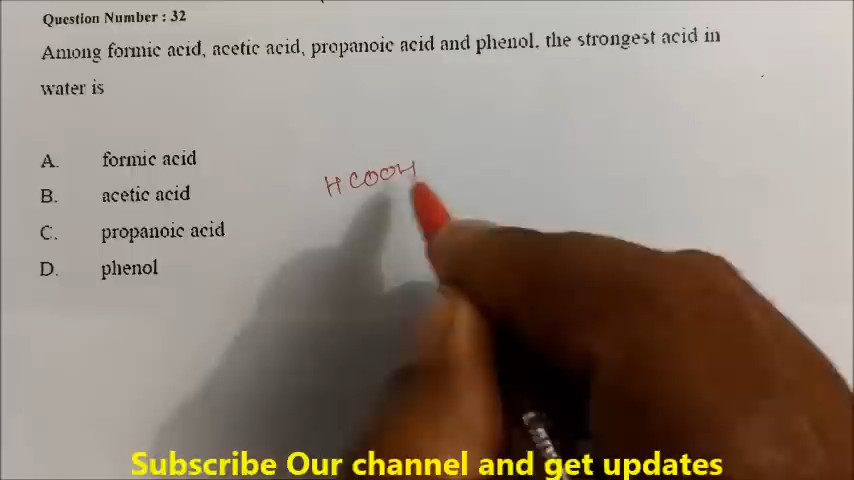 Question Number : 32
Among formic acid, acetic acid, propanoic acid and phenol, the strongest acid in
water is
A. formic acid
HCOOH
B. acetic acid
C. propanoic acid
D. phenol
Subscribe Our channel and get updates